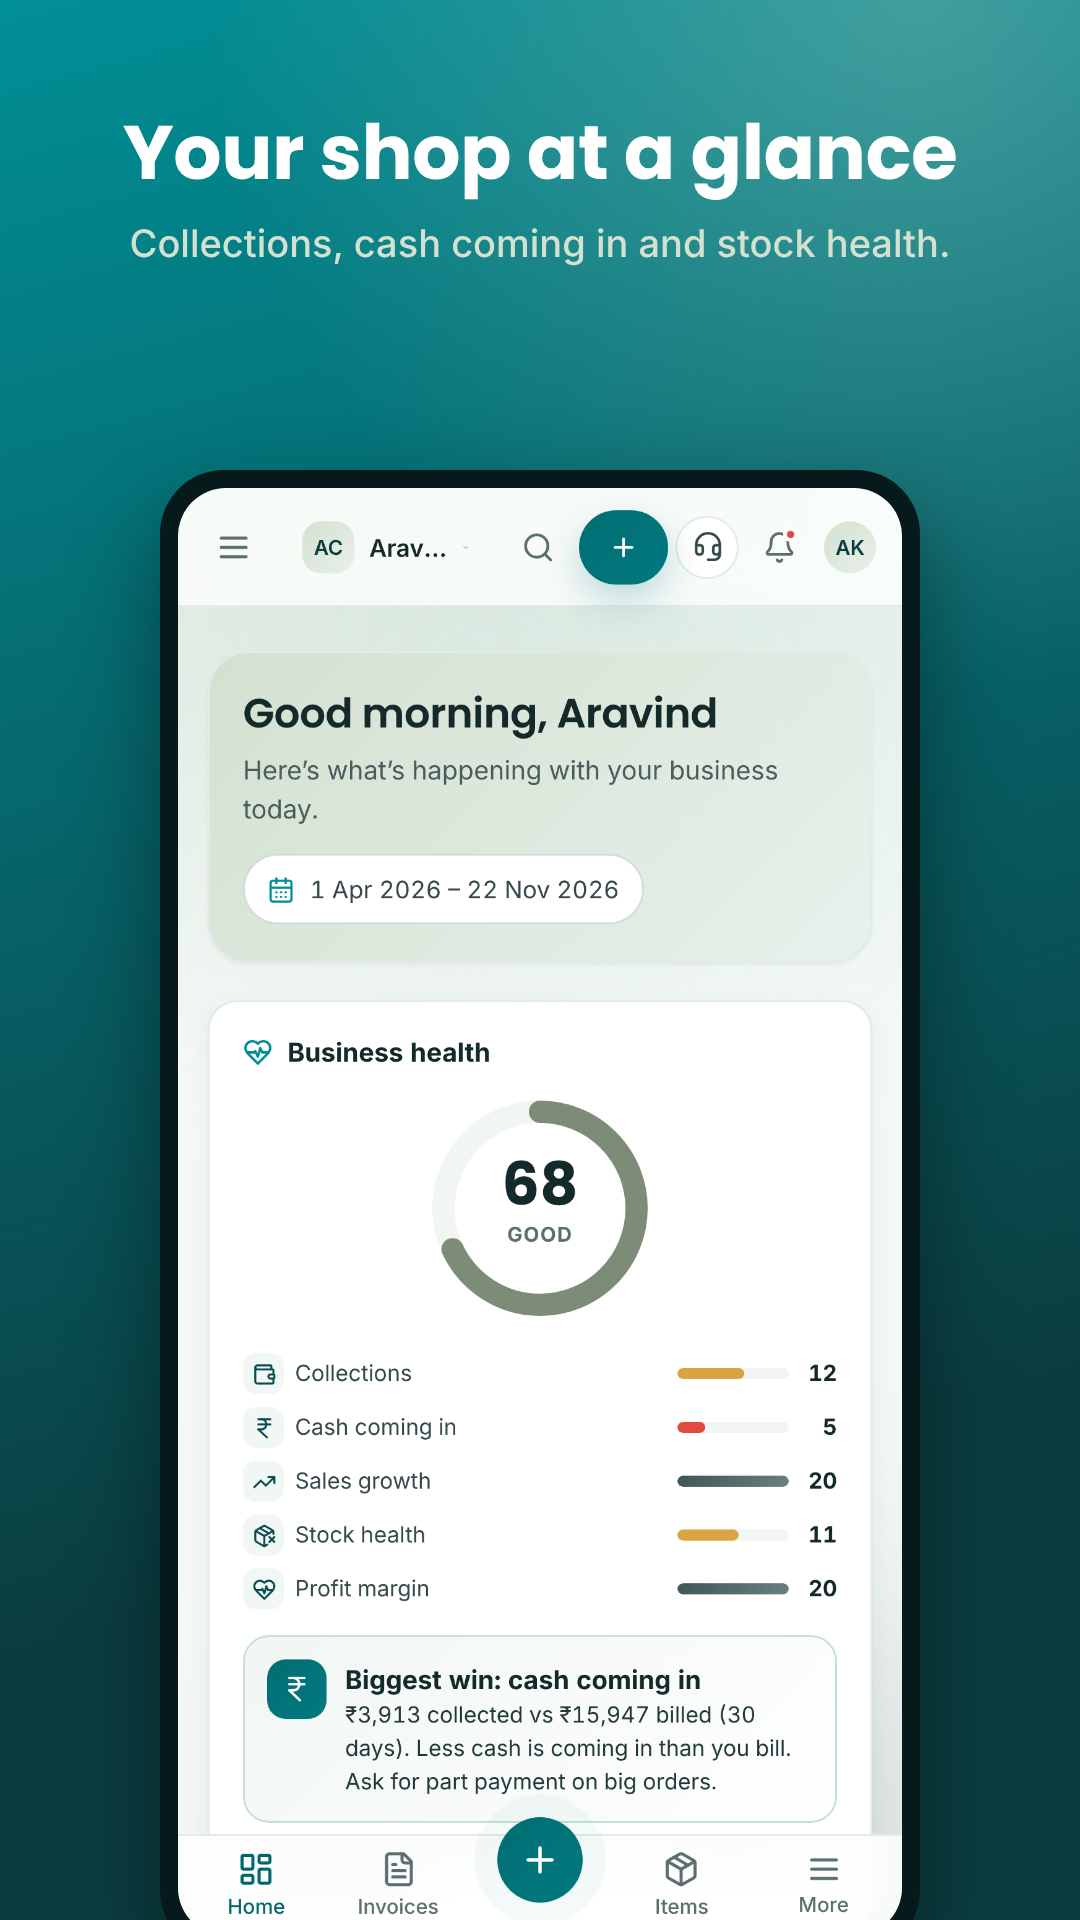 Your shop at a glance
Collections, cash coming in and stock health.
AC Arav... AK
Good morning, Aravind
Here’s what’s happening with your business
today.
1 Apr 2026 – 22 Nov 2026
Business health
68
GOOD
Collections 12
Cash coming in 5
Sales growth 20
Stock health 11
Profit margin 20
Biggest win: cash coming in
₹3,913 collected vs ₹15,947 billed (30
days). Less cash is coming in than you bill.
Ask for part payment on big orders.
Home Invoices Items More